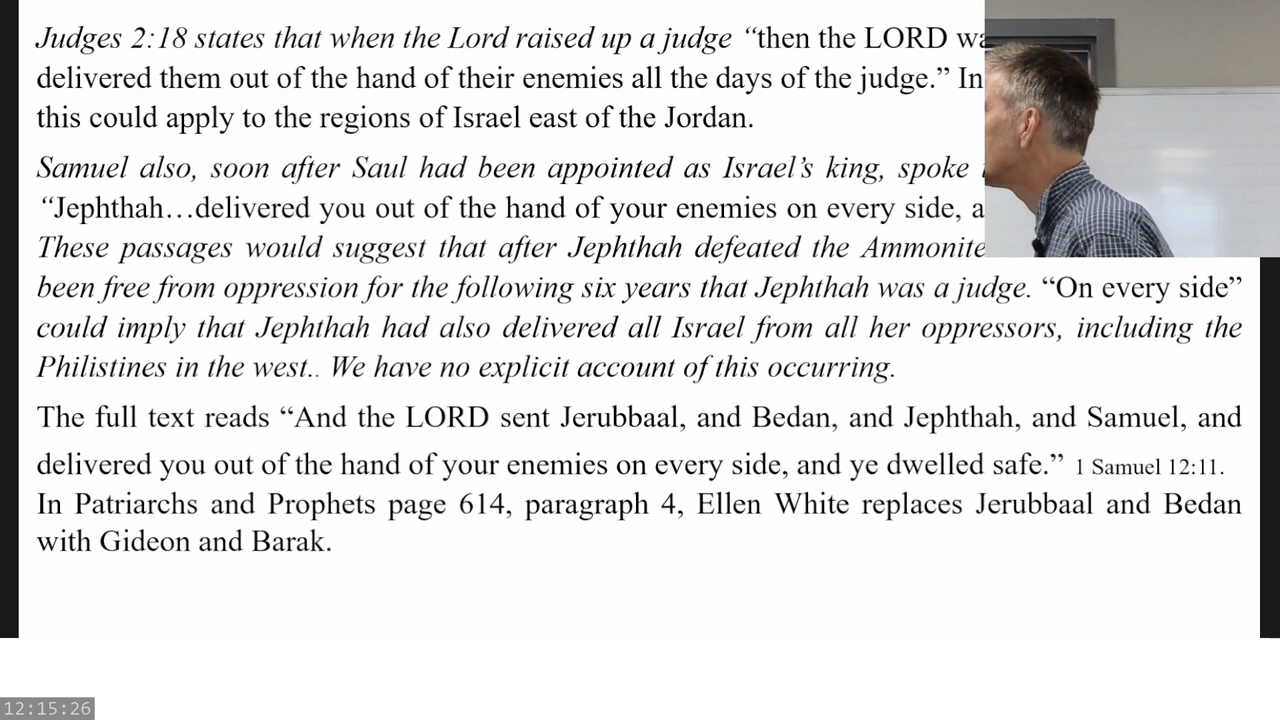 Judges 2:18 states that when the Lord raised up a judge “then the LORD
delivered them out of the hand of their enemies all the days of the judge.” In
this could apply to the regions of Israel east of the Jordan.
Samuel also, soon after Saul had been appointed as Israel’s king, spoke
“Jephthah…delivered you out of the hand of your enemies on every side,
These passages would suggest that after Jephthah defeated the
been free from oppression for the following six years that Jephthah was a judge. “On every side”
could imply that Jephthah had also delivered all Israel from all her oppressors, including the
Philistines in the west.. We have no explicit account of this occurring.
The full text reads “And the LORD sent Jerubbaal, and Bedan, and Jephthah, and Samuel, and
delivered you out of the hand of your enemies on every side, and ye dwelled safe.” 1 Samuel 12:11.
In Patriarchs and Prophets page 614, paragraph 4, Ellen White replaces Jerubbaal and Bedan
with Gideon and Barak.
12:15:26